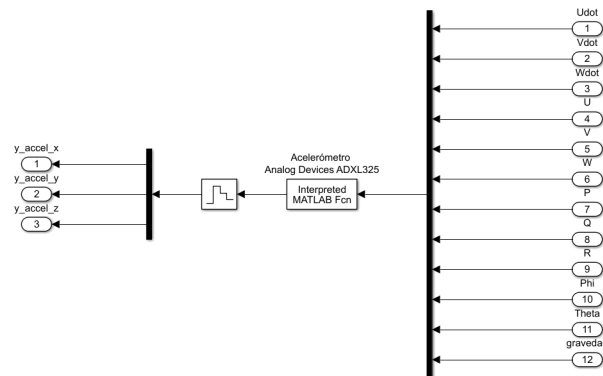 Udot
1
Vdot
2
Wdot
3
U
4
V
5
W
6
P
7
Q
8
R
9
Phi
10
Theta
11
graveda
12
Acelerómetro
Analog Devices ADXL325
Interpreted
MATLAB Fcn
y_accel_x
1
y_accel_y
2
y_accel_z
3